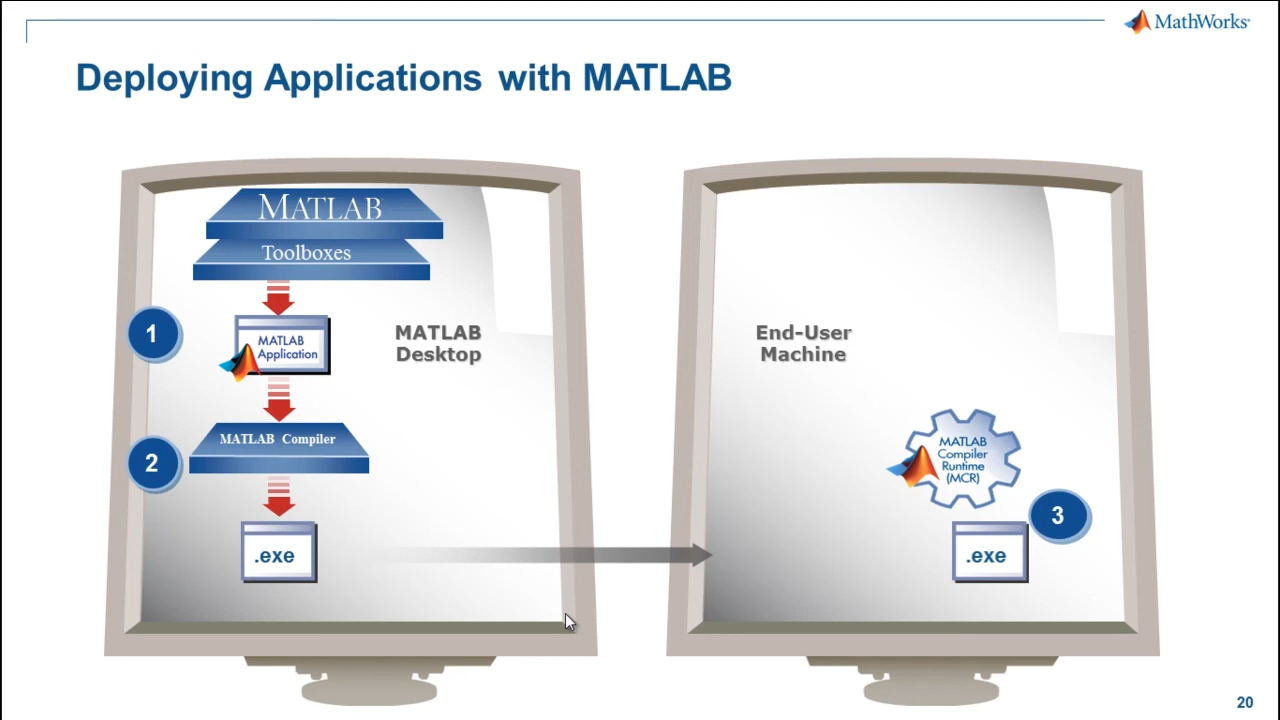 MathWorks®
Deploying Applications with MATLAB
MATLAB
Toolboxes
1
MATLAB
Application
MATLAB
Desktop
2
MATLAB Compiler
.exe
End-User
Machine
MATLAB
Compiler
Runtime
(MCR)
3
.exe
20